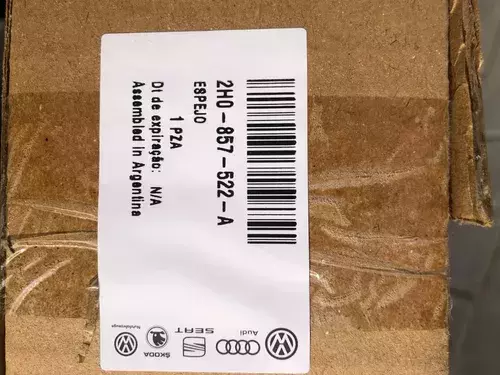 2H0-857-522-A
ESPEJO
1 PZA
Dt de expiração: N/A
Assembled in Argentina
Audi
SEAT
ŠKODA
Nutzfahrzeuge